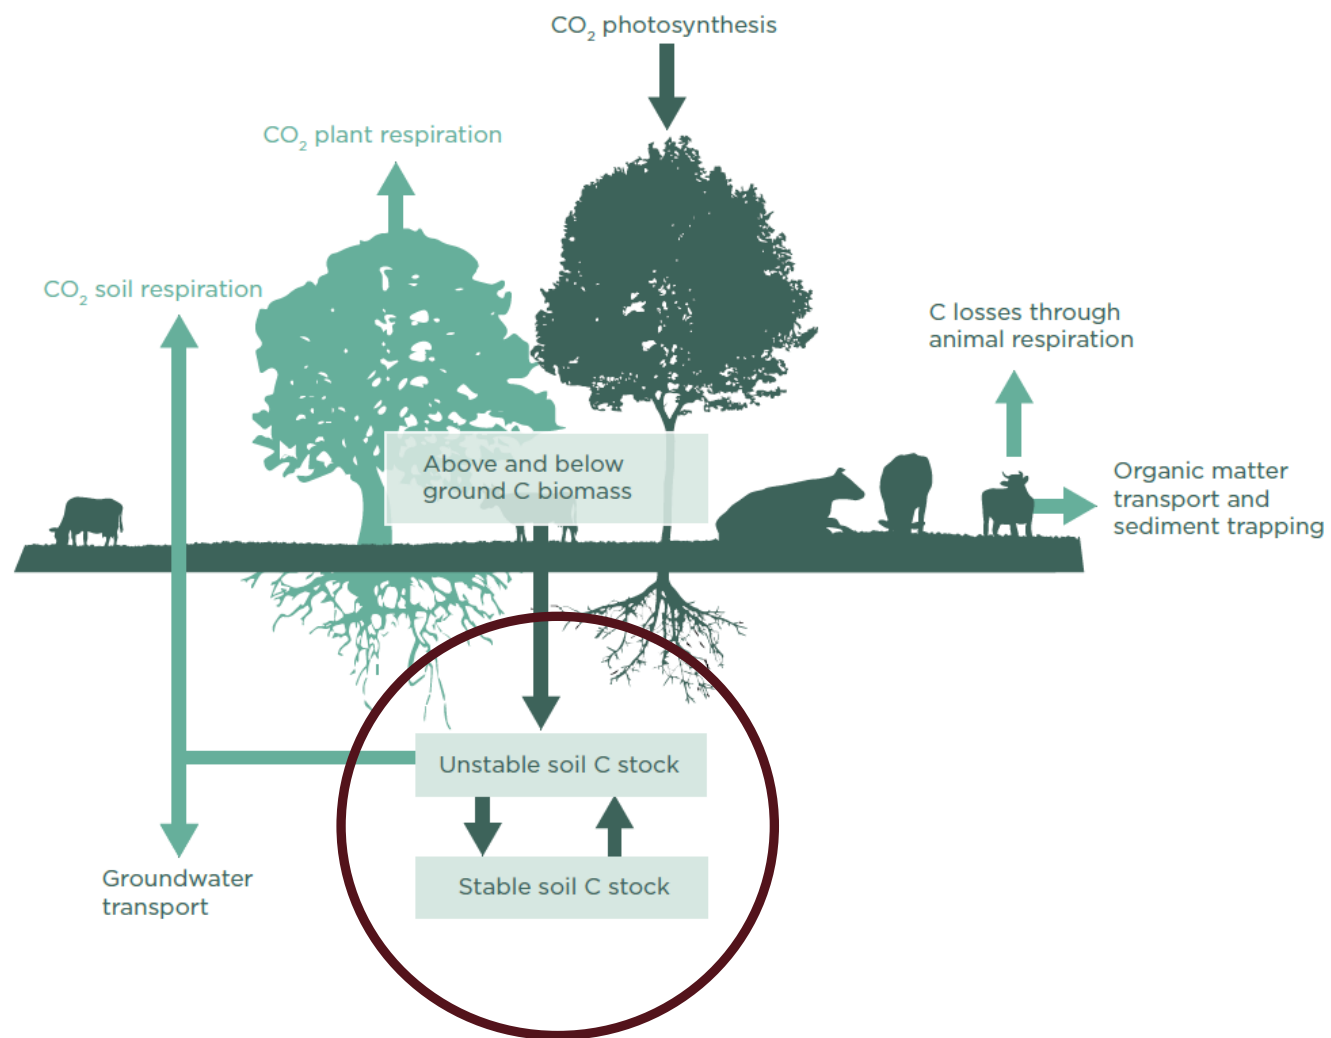 CO₂ photosynthesis
CO₂ plant respiration
CO₂ soil respiration
C losses through
animal respiration
Above and below
ground C biomass
Organic matter
transport and
sediment trapping
Unstable soil C stock
Stable soil C stock
Groundwater
transport